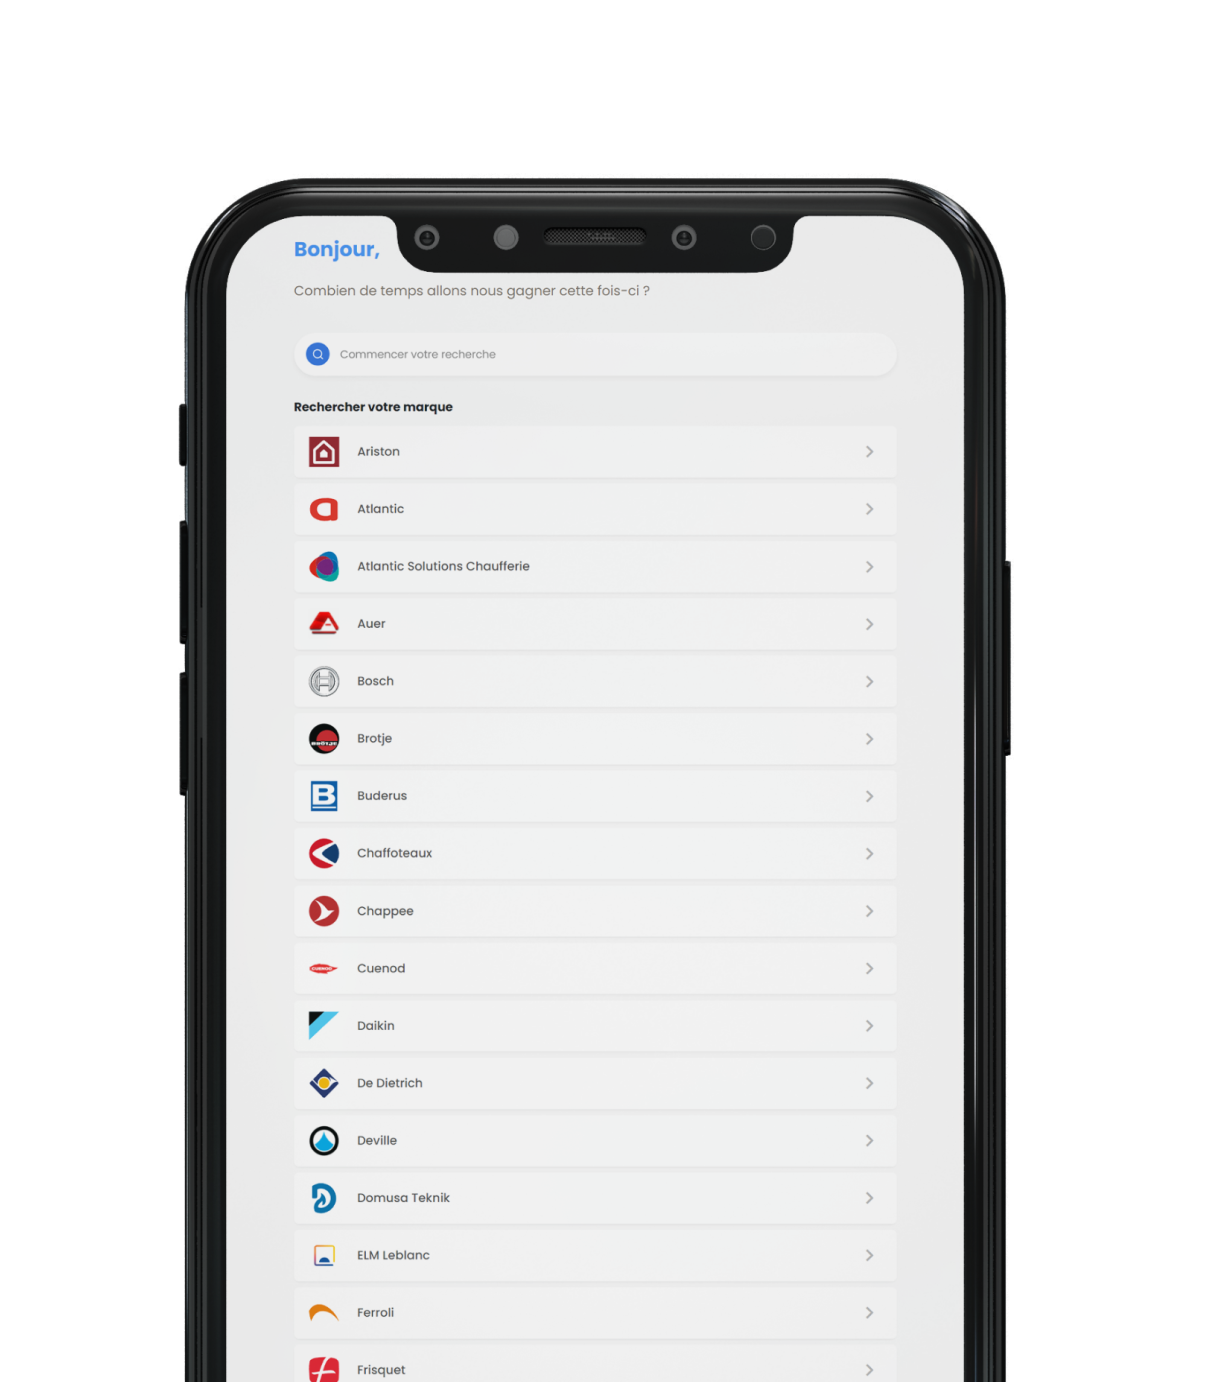 Bonjour,
Combien de temps allons nous gagner cette fois-ci ?
Commencer votre recherche
Rechercher votre marque
Ariston
Atlantic
Atlantic Solutions Chaufferie
Auer
Bosch
Brotje
Buderus
Chaffoteaux
Chappee
Cuenod
Daikin
De Dietrich
Deville
Domusa Teknik
ELM Leblanc
Ferroli
Frisquet